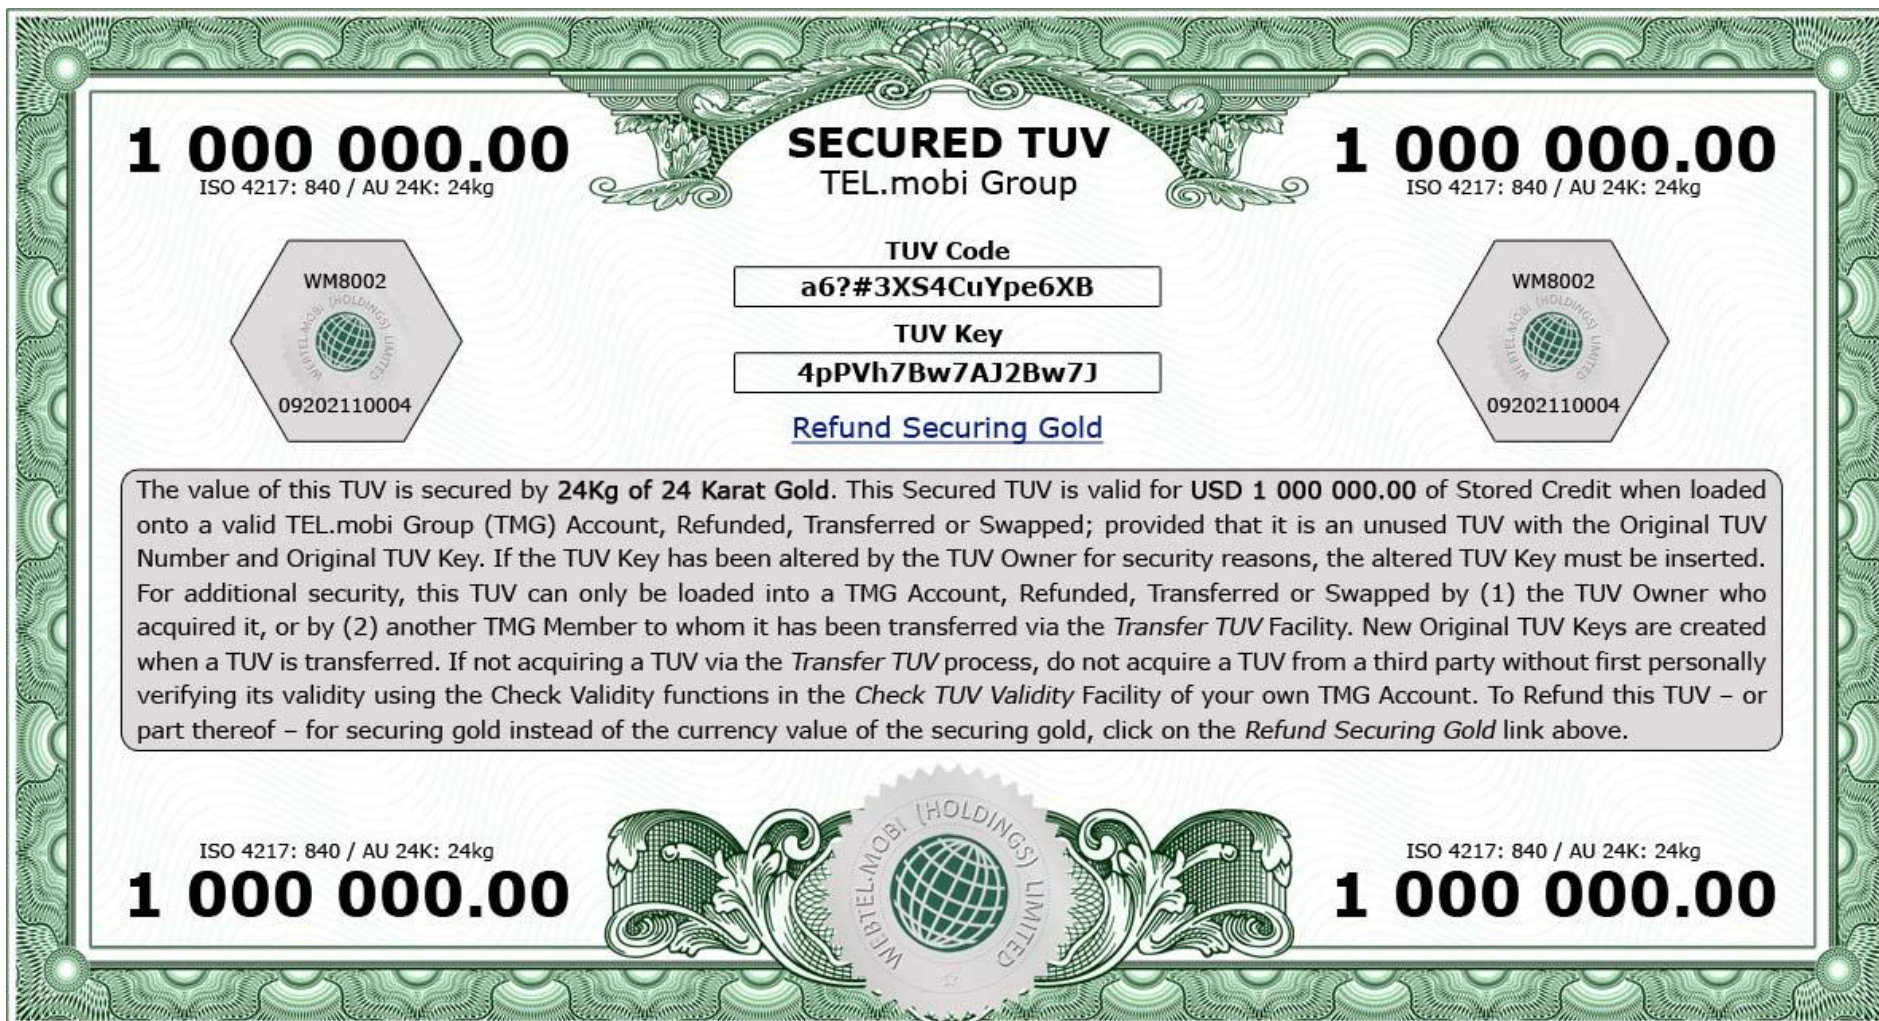 1 000 000.00
ISO 4217: 840 / AU 24K: 24kg
SECURED TUV
TEL.mobi Group
1 000 000.00
ISO 4217: 840 / AU 24K: 24kg
WM8002
WEBTEL.MOBI (HOLDINGS) LIMITED
09202110004
TUV Code
a6?#3XS4CuYpe6XB
TUV Key
4pPVh7Bw7AJ2Bw7J
Refund Securing Gold
WM8002
WEBTEL.MOBI (HOLDINGS) LIMITED
09202110004
The value of this TUV is secured by 24Kg of 24 Karat Gold. This Secured TUV is valid for USD 1 000 000.00 of Stored Credit when loaded
onto a valid TEL.mobi Group (TMG) Account, Refunded, Transferred or Swapped; provided that it is an unused TUV with the Original TUV
Number and Original TUV Key. If the TUV Key has been altered by the TUV Owner for security reasons, the altered TUV Key must be inserted.
For additional security, this TUV can only be loaded into a TMG Account, Refunded, Transferred or Swapped by (1) the TUV Owner who
acquired it, or by (2) another TMG Member to whom it has been transferred via the Transfer TUV Facility. New Original TUV Keys are created
when a TUV is transferred. If not acquiring a TUV via the Transfer TUV process, do not acquire a TUV from a third party without first personally
verifying its validity using the Check Validity functions in the Check TUV Validity Facility of your own TMG Account. To Refund this TUV – or
part thereof – for securing gold instead of the currency value of the securing gold, click on the Refund Securing Gold link above.
ISO 4217: 840 / AU 24K: 24kg
1 000 000.00
WEBTEL.MOBI (HOLDINGS) LIMITED
ISO 4217: 840 / AU 24K: 24kg
1 000 000.00